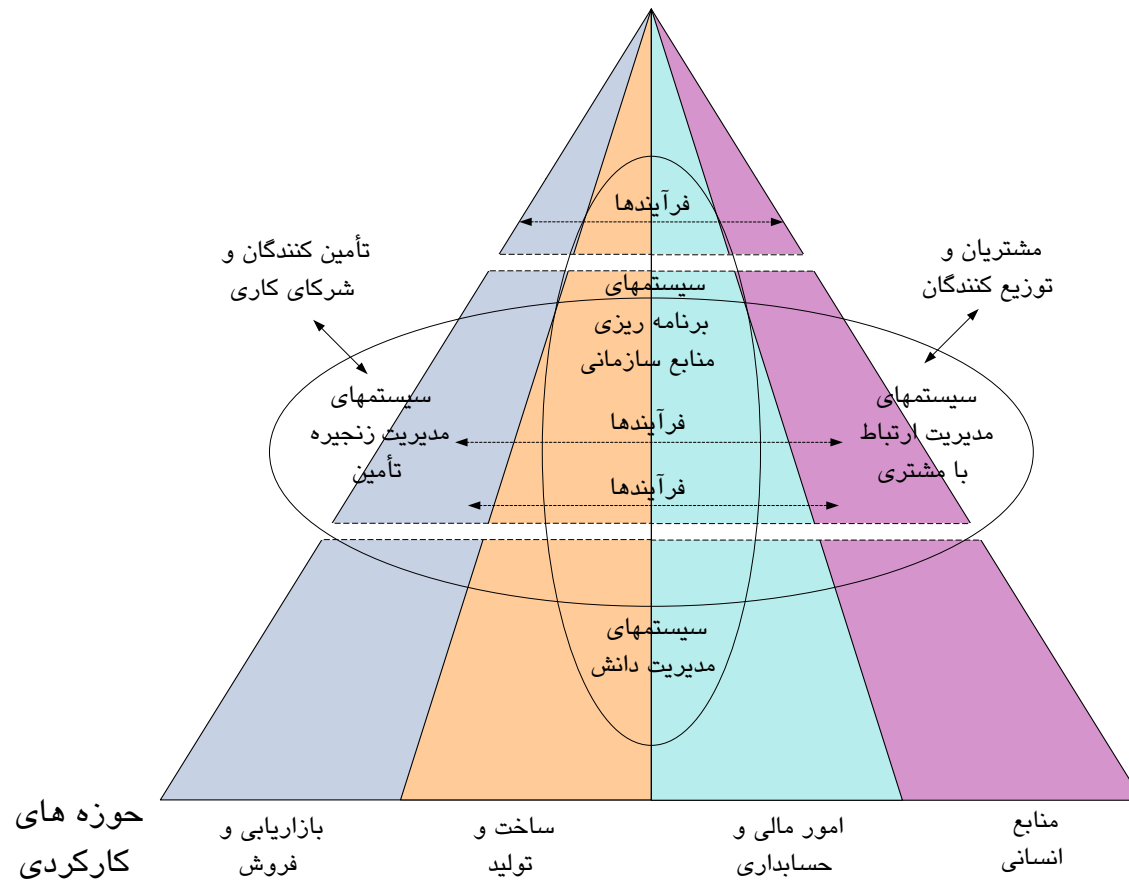 فرآیندها
مشتریان و
توزیع کنندگان
تأمین کنندگان و
شرکای کاری
سیستمهای
برنامه ریزی
منابع سازمانی
سیستمهای
مدیریت ارتباط
با مشتری
سیستمهای
مدیریت زنجیره
تأمین
فرآیندها
فرآیندها
سیستمهای
مدیریت دانش
منابع
انسانی
امور مالی و
حسابداری
ساخت و
تولید
بازاریابی و
فروش
حوزه های
کارکردی